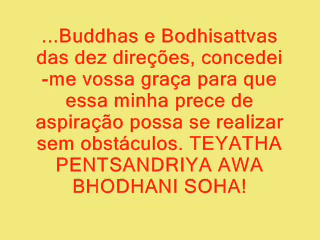 ...Buddhas e Bodhisattvas
das dez direções, concedei
-me vossa graça para que
essa minha prece de
aspiração possa se realizar
sem obstáculos. TEYATHA
PENTSANDRIYA AWA
BHODHANI SOHA!